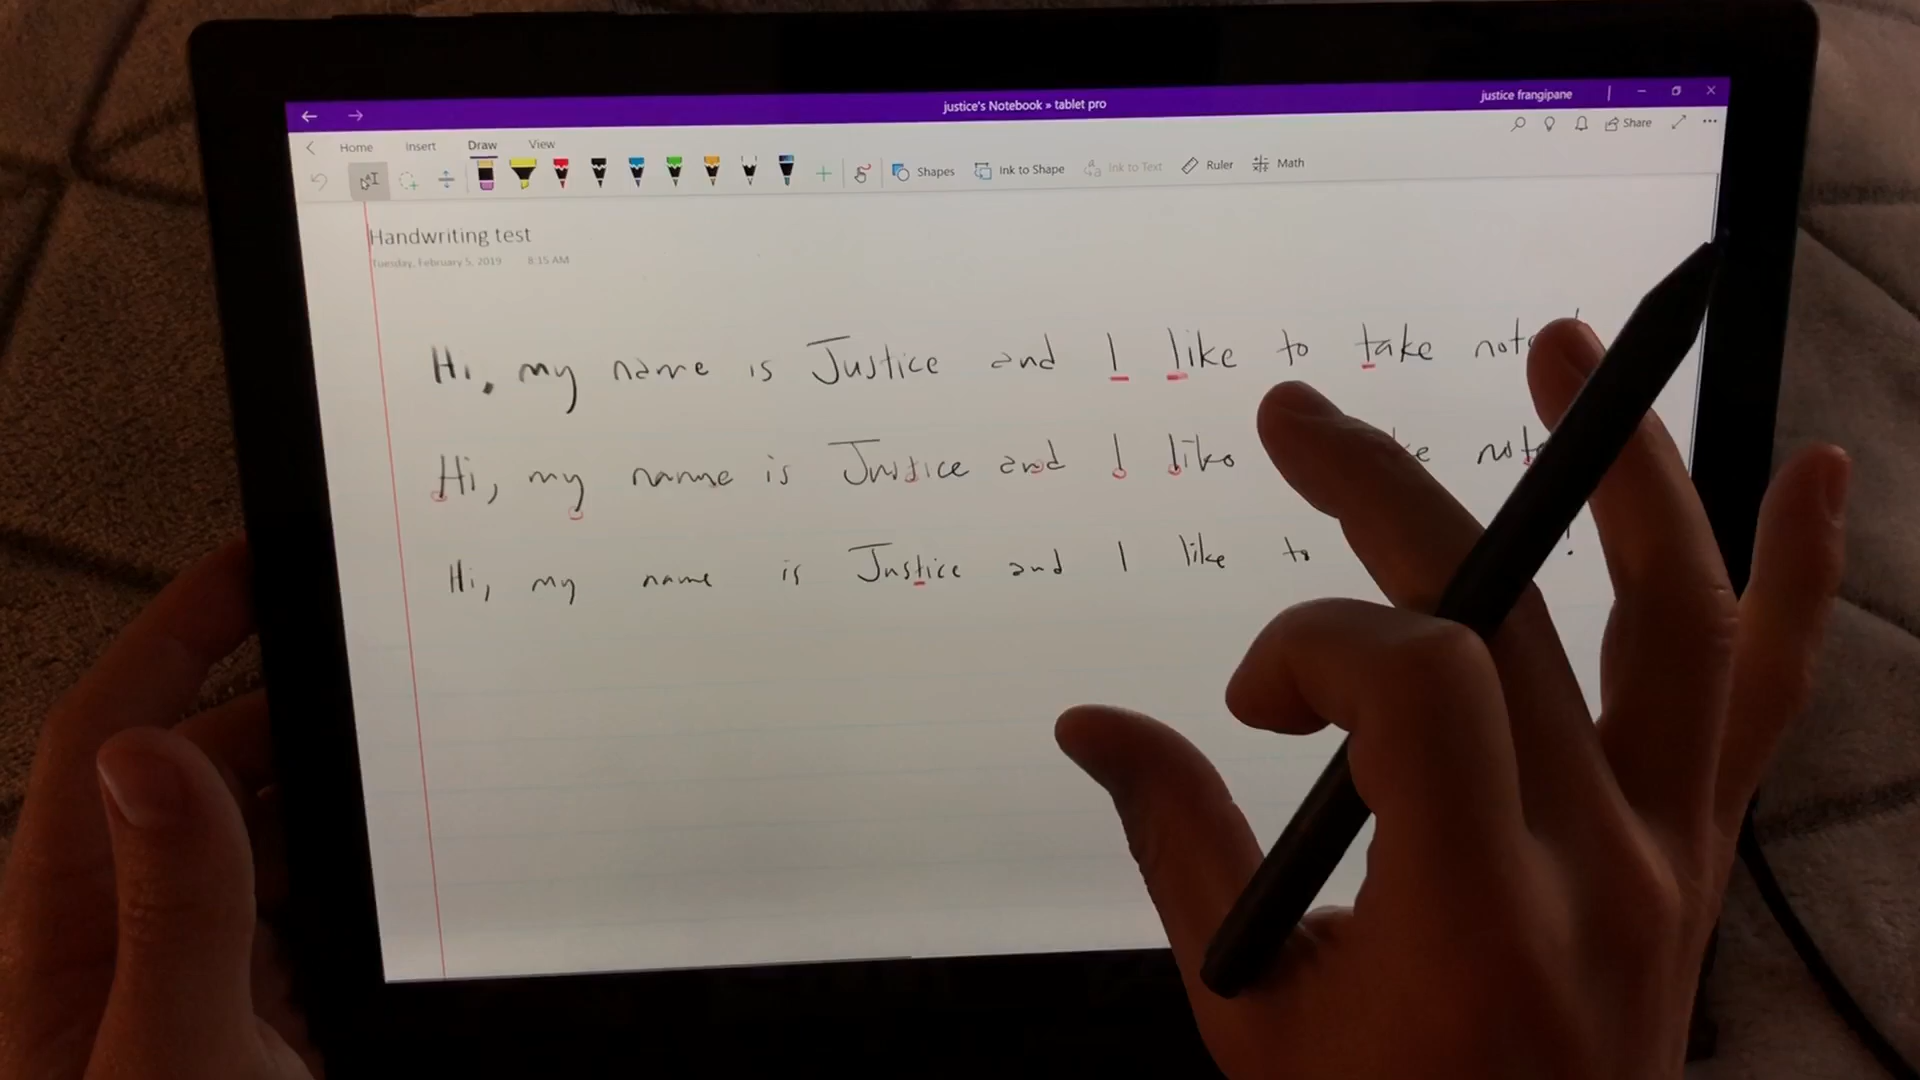 justice's Notebook » tablet pro
justice frangipane
Home Insert Draw View
Share
Shapes Ink to Shape Ink to Text Ruler Math
Handwriting test
Tuesday, February 5, 2019 8:15 AM
Hi, my name is Justice and I like to take
Hi, my name is Justice and I like
Hi, my name is Justice and I like to !